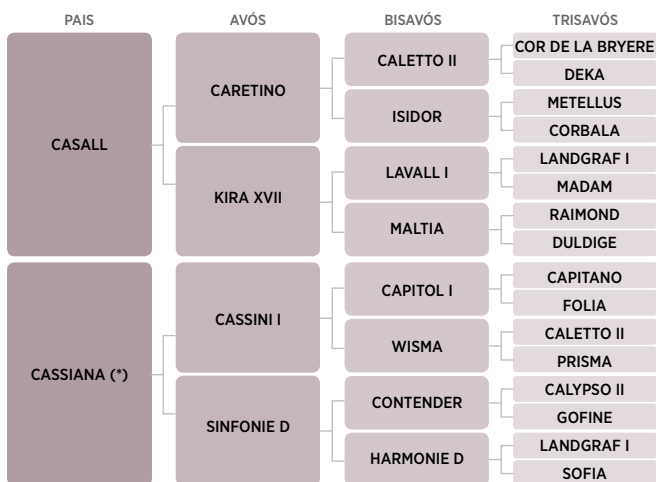 PAIS
AVÓS
BISAVÓS
TRISAVÓS
CASALL
CARETINO
KIRA XVII
CALETTO II
ISIDOR
LAVALL I
MALTIA
COR DE LA BRYERE
DEKA
METELLUS
CORBALA
LANDGRAF I
MADAM
RAIMOND
DULDIGE
CASSIANA (*)
CASSINI I
SINFONIE D
CAPITOL I
WISMA
CONTENDER
HARMONIE D
CAPITANO
FOLIA
CALETTO II
PRISMA
CALYPSO II
GOFINE
LANDGRAF I
SOFIA